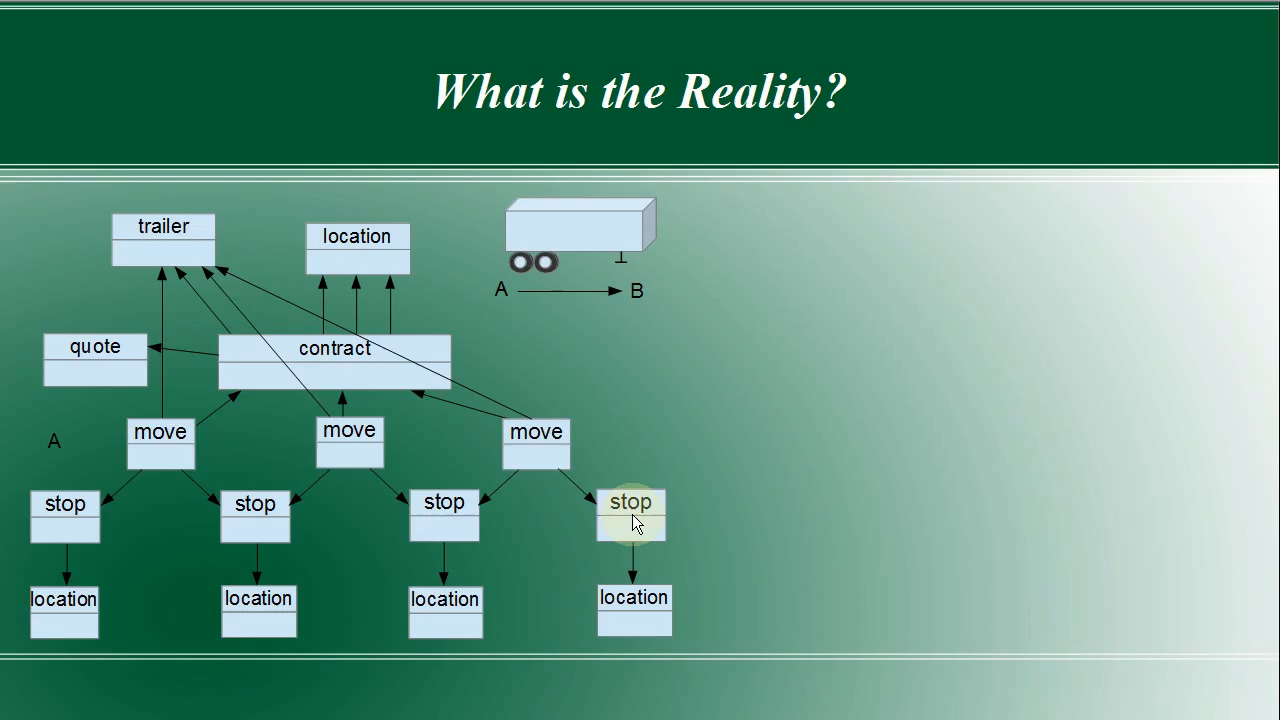 What is the Reality?
trailer
location
A
B
quote
contract
move
move
move
A
stop
stop
stop
stop
location
location
location
location